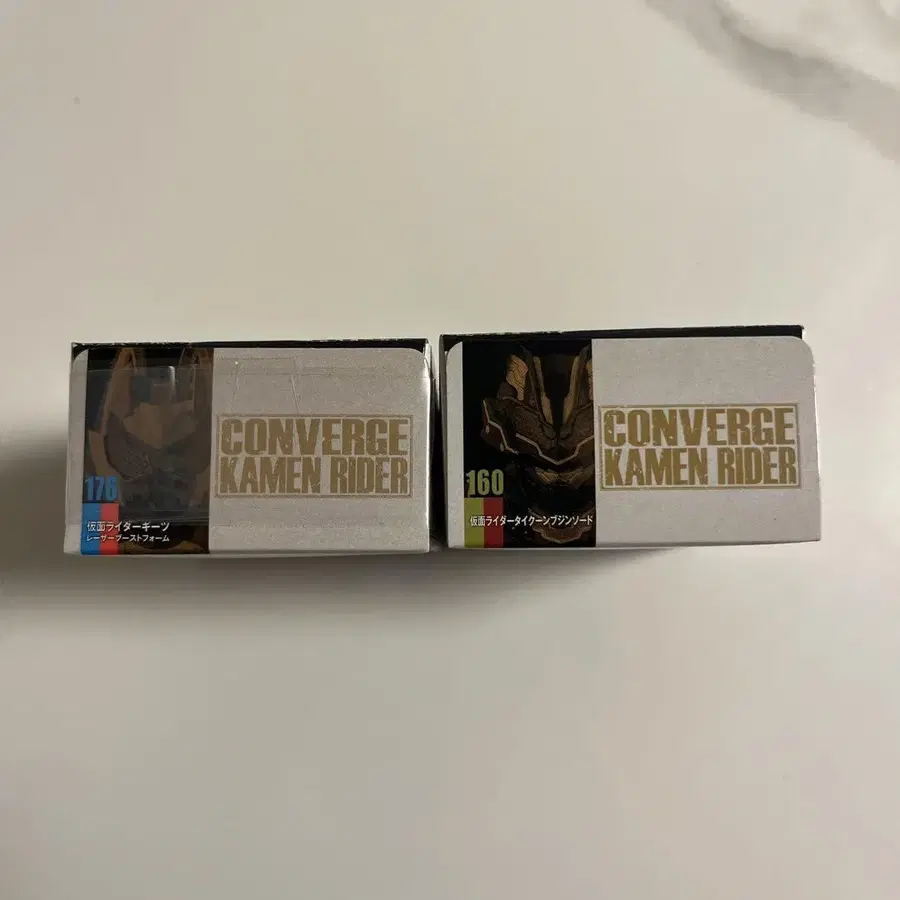 CONVERGE
KAMEN RIDER
176
仮面ライダーギーツ
レーザーブーストフォーム
CONVERGE
KAMEN RIDER
160
仮面ライダータイクーンブジンソード